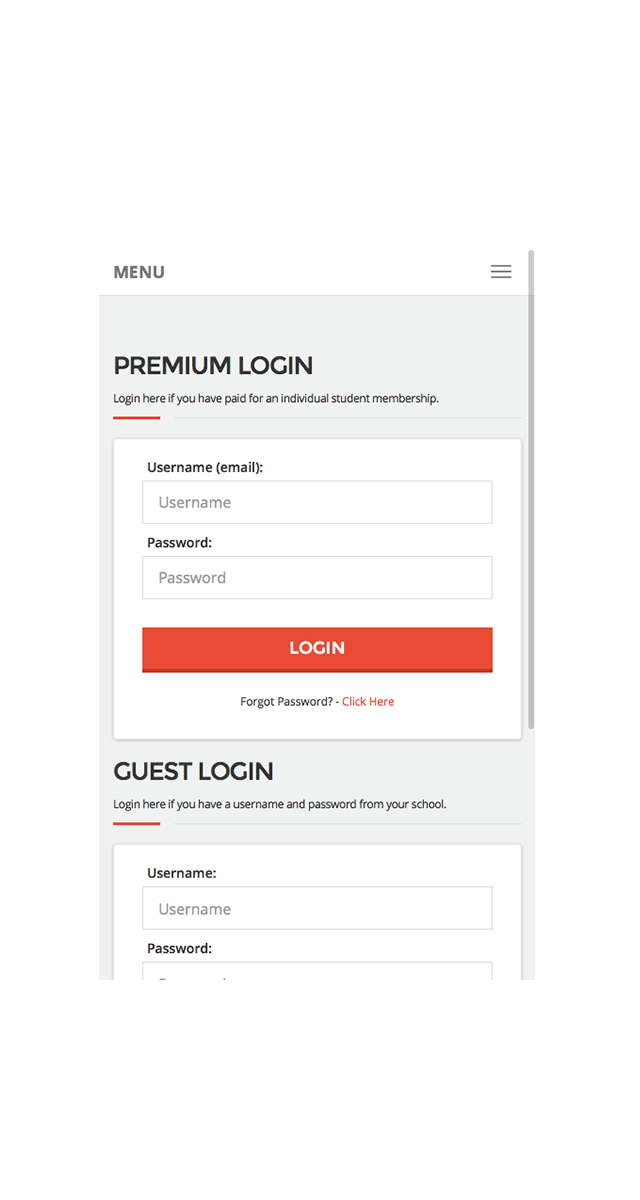 MENU
PREMIUM LOGIN
Login here if you have paid for an individual student membership.
Username (email):
Username
Password:
Password
LOGIN
Forgot Password? - Click Here
GUEST LOGIN
Login here if you have a username and password from your school.
Username:
Username
Password: